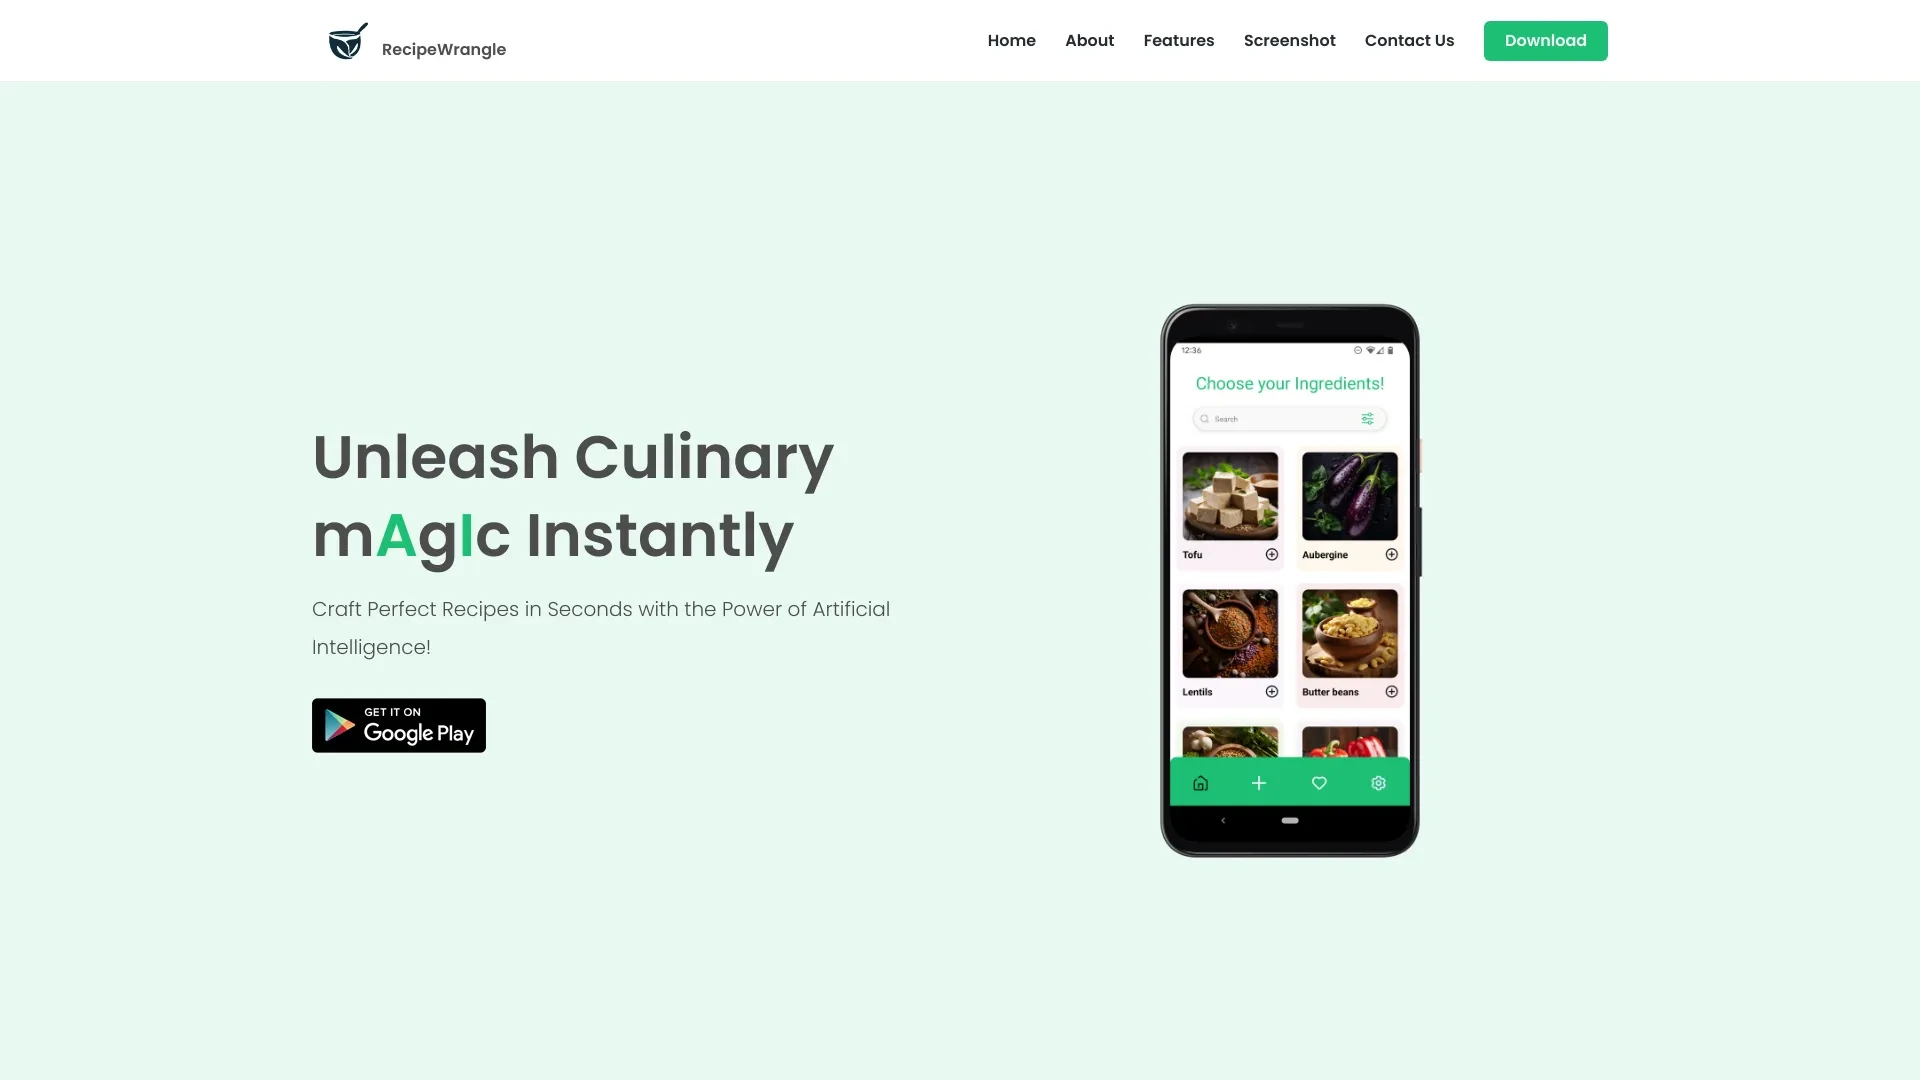 RecipeWrangle
Home
About
Features
Screenshot
Contact Us
Download
Unleash Culinary
mAgIc Instantly
Craft Perfect Recipes in Seconds with the Power of Artificial
Intelligence!
GET IT ON
Google Play
12:36
Choose your Ingredients!
Search
Tofu
Aubergine
Lentils
Butter beans